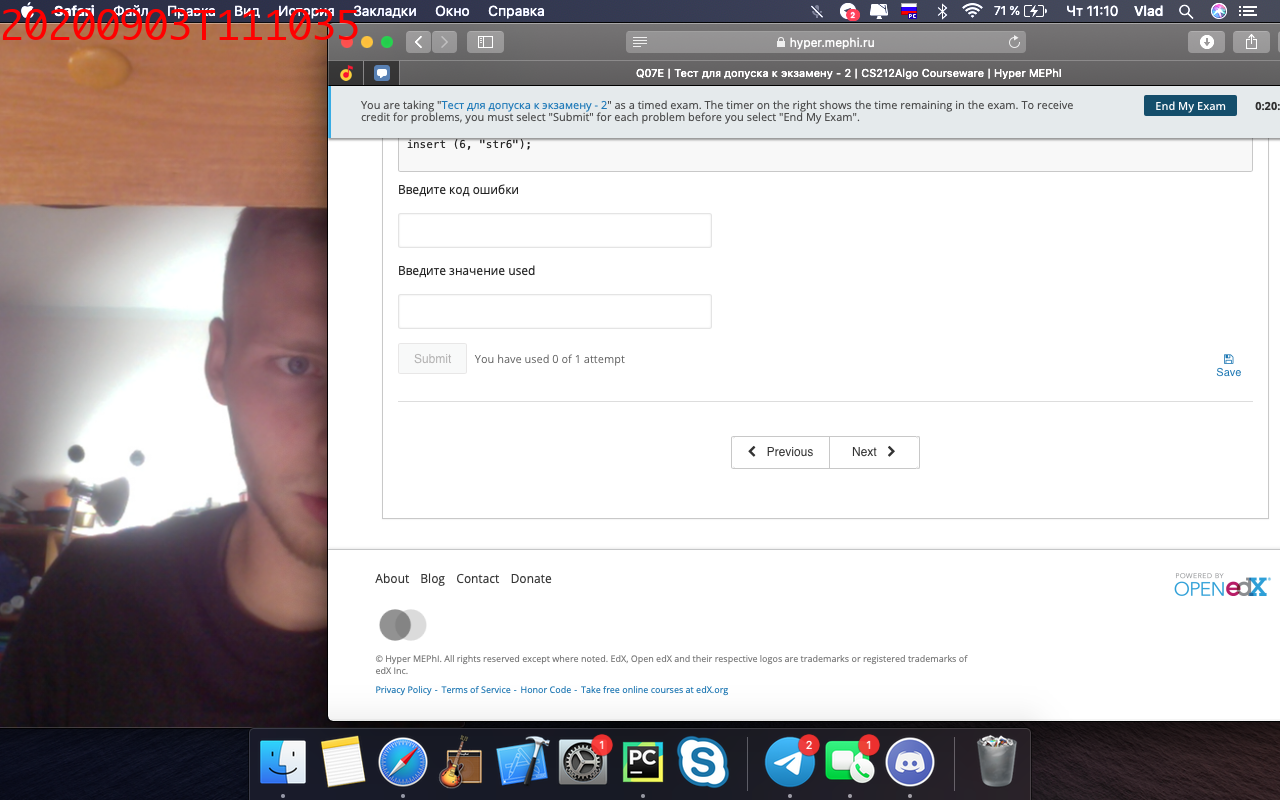 20200903T111035
Safari Файл Правка Вид История Закладки Окно Справка 2 РС 71 % Чт 11:10 Vlad
hyper.mephi.ru
Q07E | Тест для допуска к экзамену - 2 | CS212Algo Courseware | Hyper MEPhI
You are taking "Тест для допуска к экзамену - 2" as a timed exam. The timer on the right shows the time remaining in the exam. To receive
credit for problems, you must select "Submit" for each problem before you select "End My Exam".
End My Exam 0:20:
insert (6, "str6");
Введите код ошибки
Введите значение used
Submit You have used 0 of 1 attempt
Save
Previous Next
About Blog Contact Donate
POWERED BY
OPEN edX
© Hyper MEPhI. All rights reserved except where noted. EdX, Open edX and their respective logos are trademarks or registered trademarks of
edX Inc.
Privacy Policy - Terms of Service - Honor Code - Take free online courses at edX.org
1 PC S 2 1